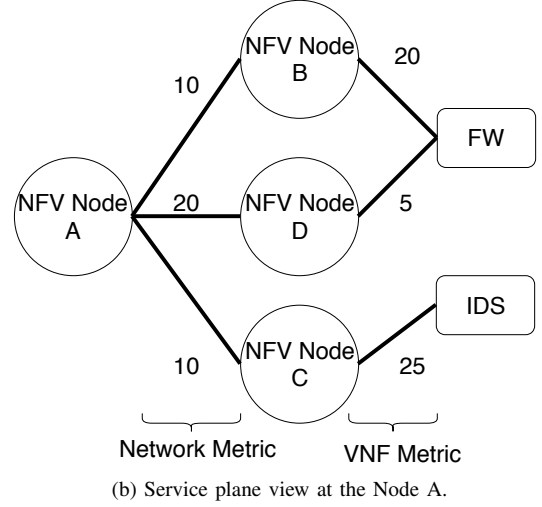 NFV Node
B
20
10
FW
NFV Node
A
20
NFV Node
D
5
IDS
NFV Node
C
10
25
Network Metric
VNF Metric
(b) Service plane view at the Node A.